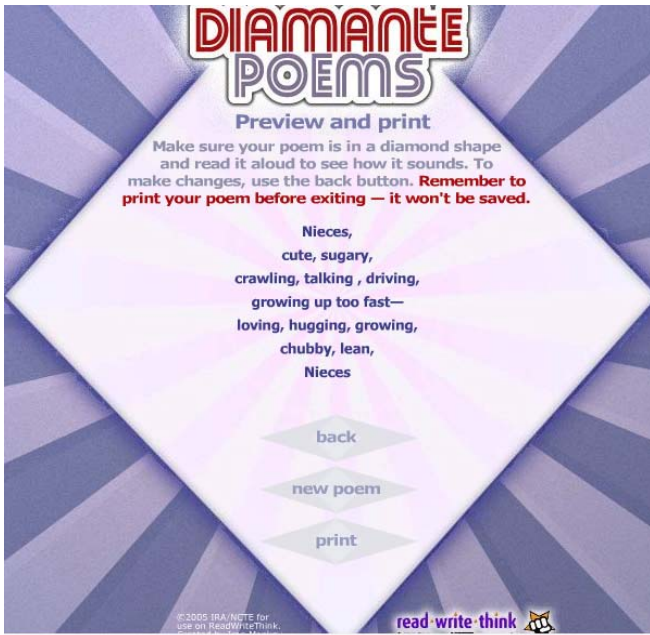 DIAMANTE
POEMS
Preview and print
Make sure your poem is in a diamond shape
and read it aloud to see how it sounds. To
make changes, use the back button. Remember to
print your poem before exiting — it won't be saved.
Nieces,
cute, sugary,
crawling, talking , driving,
growing up too fast—
loving, hugging, growing,
chubby, lean,
Nieces
back
new poem
print
©2005 IRA/NCTE for
use on ReadWriteThink.
read·write·think